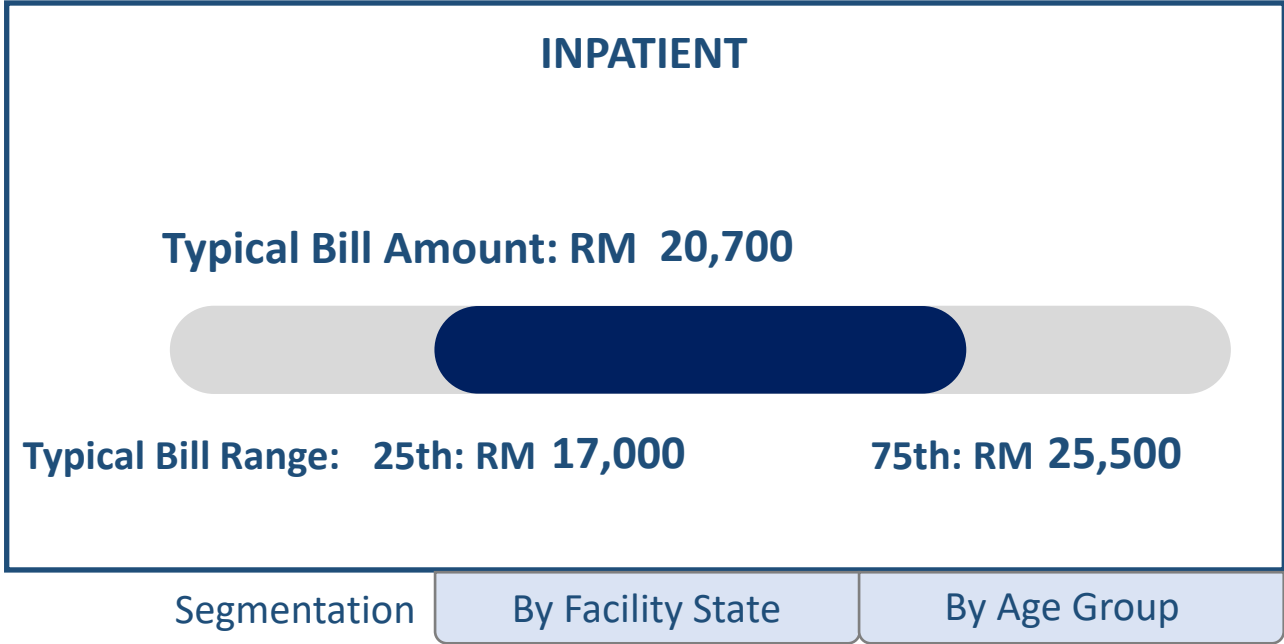 INPATIENT
Typical Bill Amount: RM 20,700
Typical Bill Range: 25th: RM 17,000 75th: RM 25,500
Segmentation By Facility State By Age Group